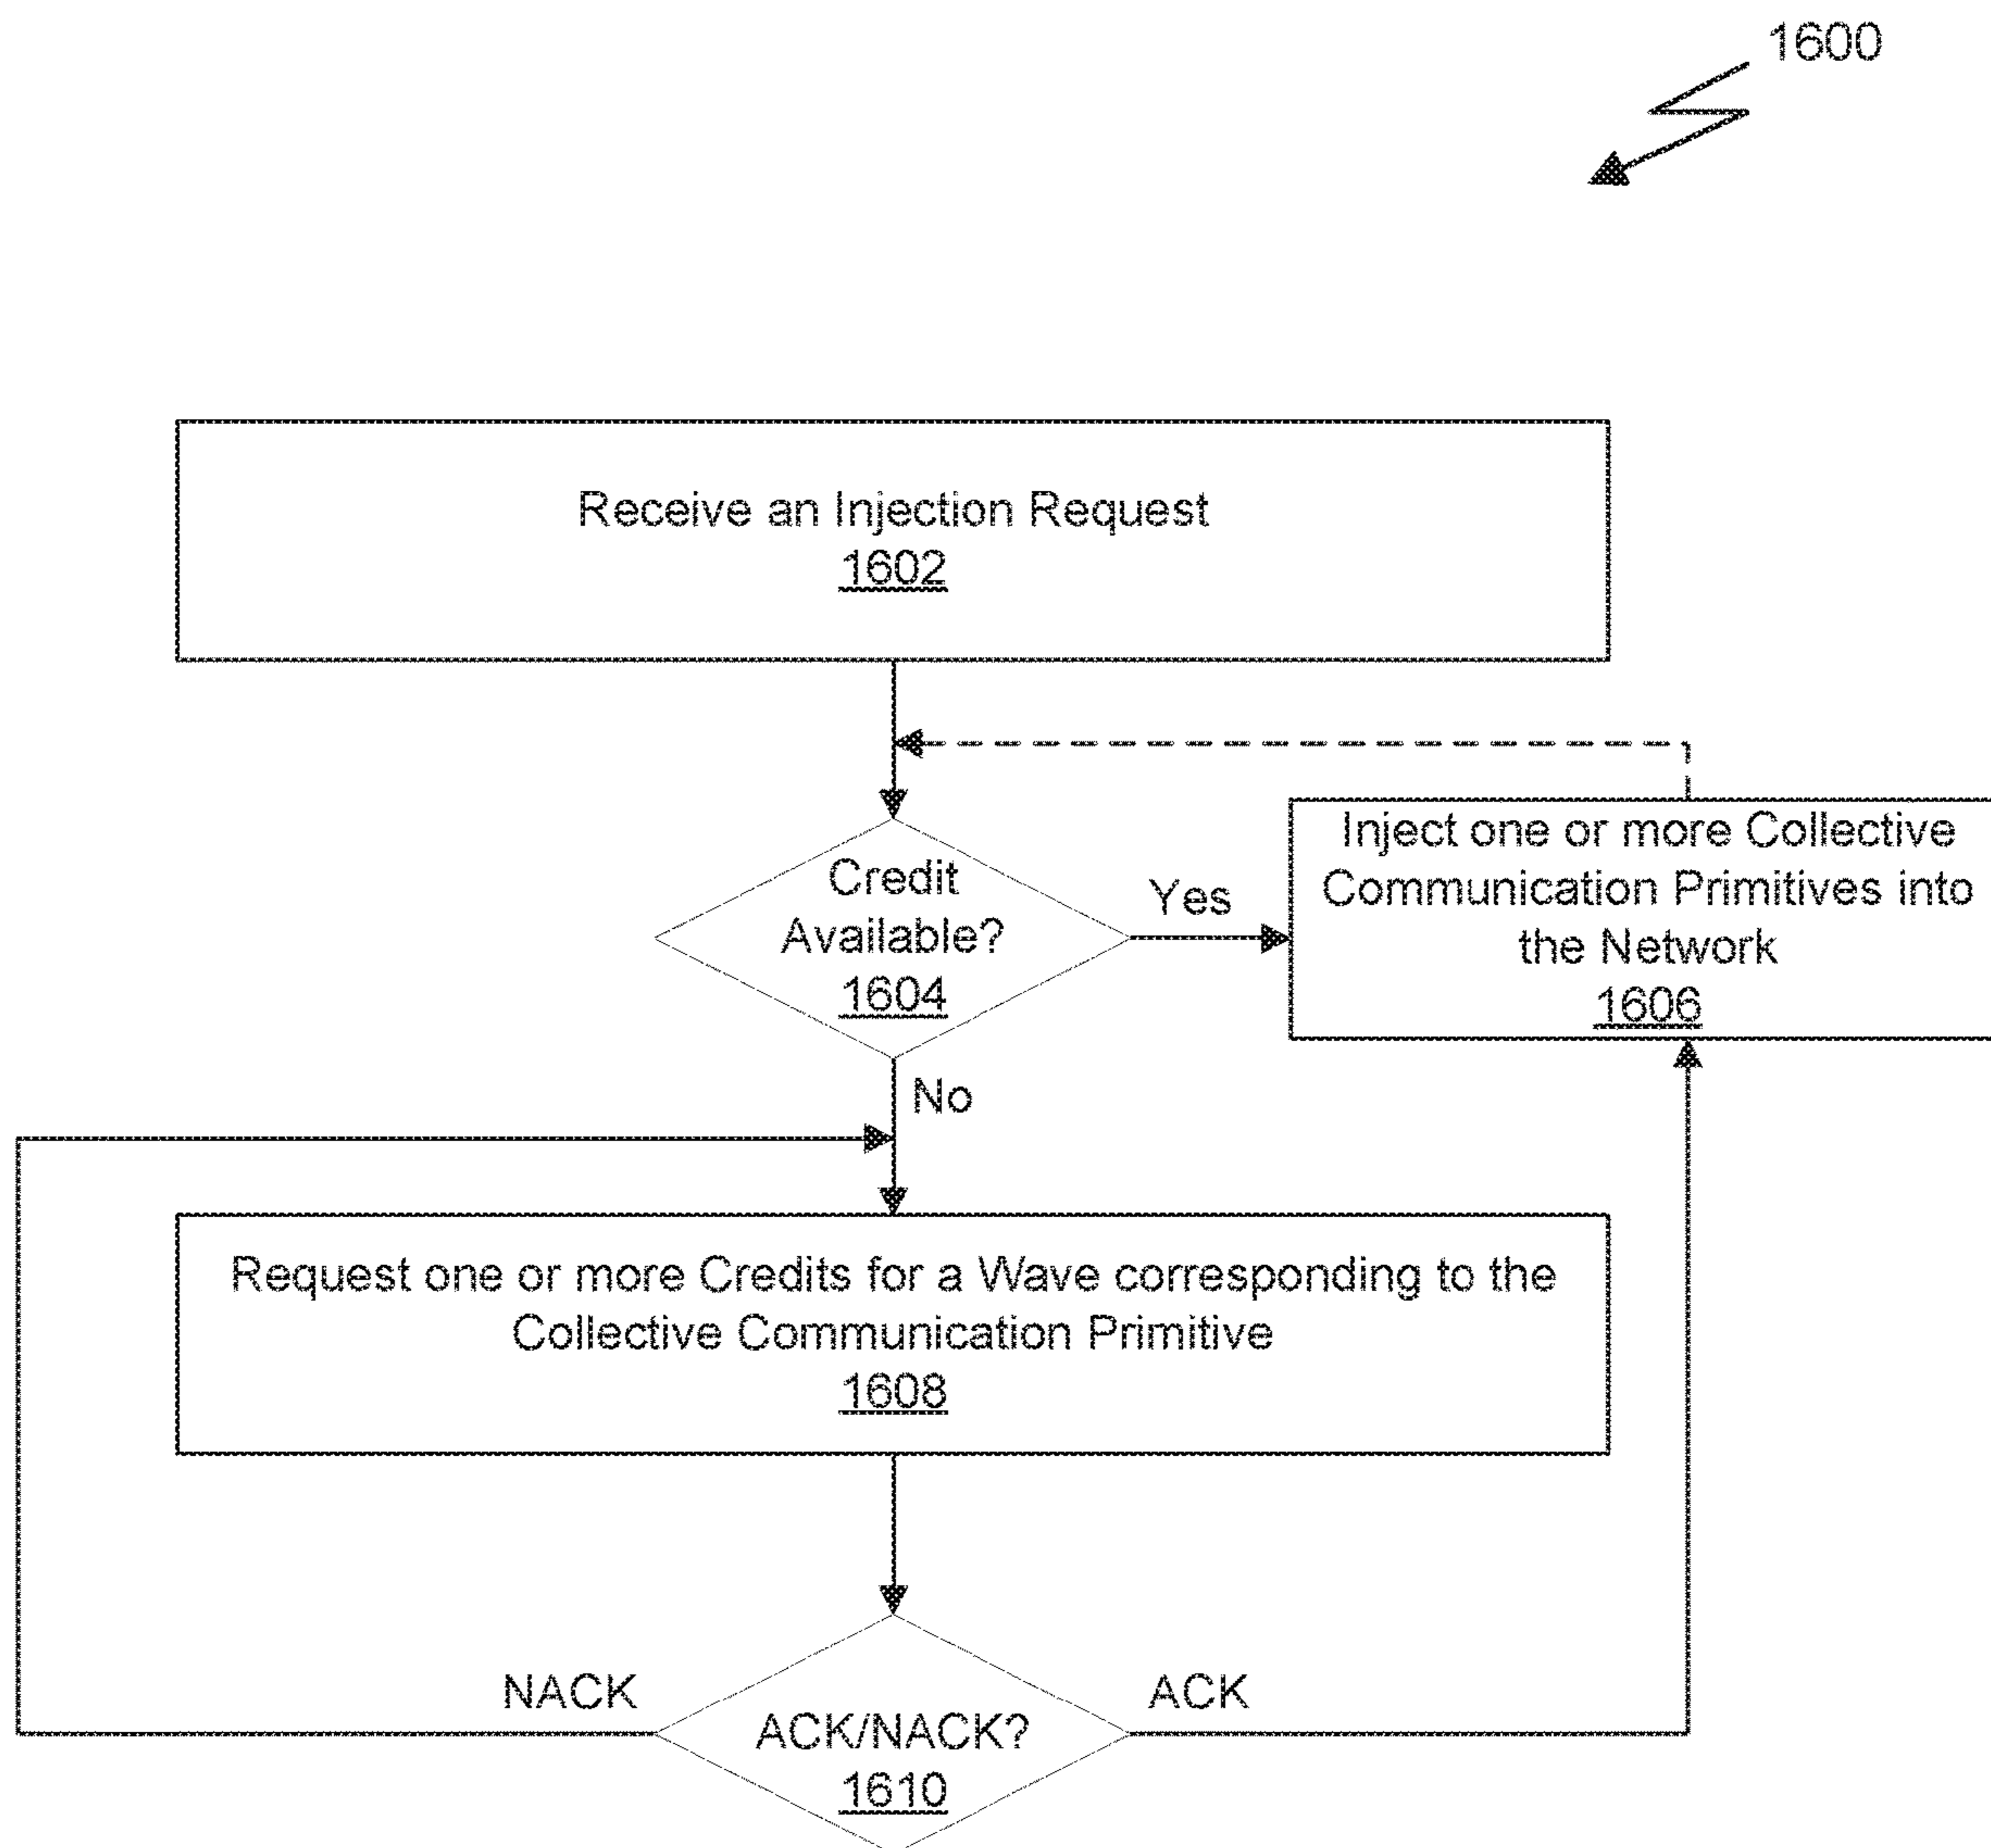 1600
Receive an Injection Request
1602
Credit
Available?
1604
Yes
Inject one or more Collective
Communication Primitives into
the Network
1606
No
Request one or more Credits for a Wave corresponding to the
Collective Communication Primitive
1608
NACK
ACK/NACK?
1610
ACK